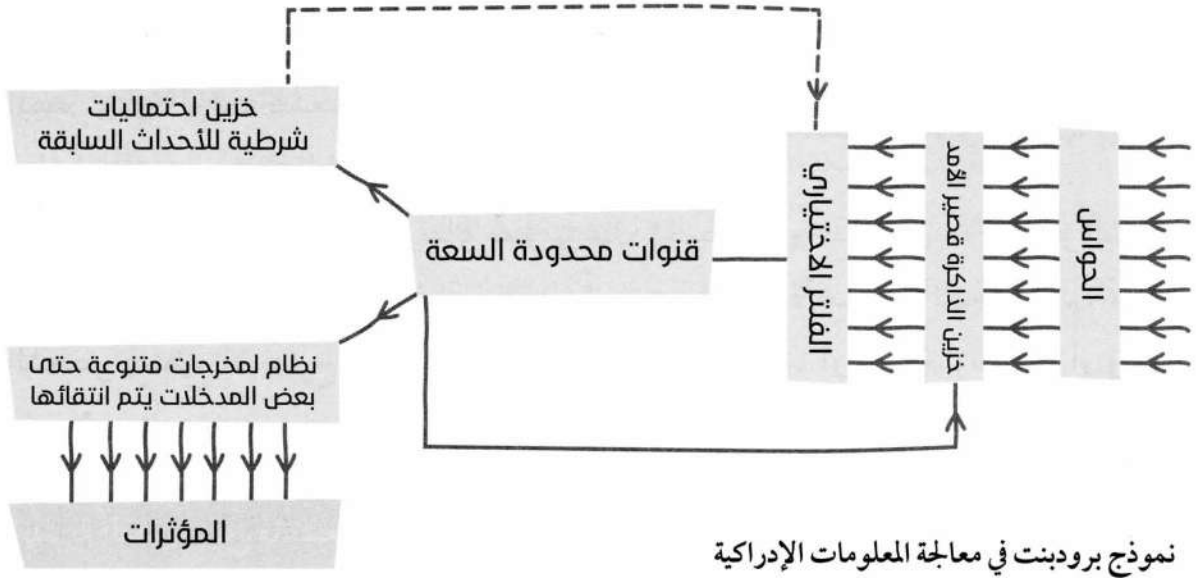 الحواس
خزين الذاكرة قصير الأمد
الفلتر الاختياري
قنوات محدودة السعة
خزين احتماليات
شرطية للأحداث السابقة
نظام لمخرجات متنوعة حتى
بعض المدخلات يتم انتقائها
المؤثرات
نموذج برودبنت في معالجة المعلومات الإدراكية